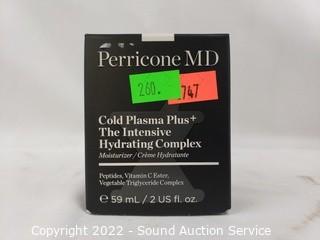 Perricone MD
260.
747
Cold Plasma Plus+
The Intensive
Hydrating Complex
Moisturizer / Crème Hydratante
Peptides, Vitamin C Ester,
Vegetable Triglyceride Complex
℮ 59 mL / 2 US fl. oz.
Copyright 2022 - Sound Auction Service